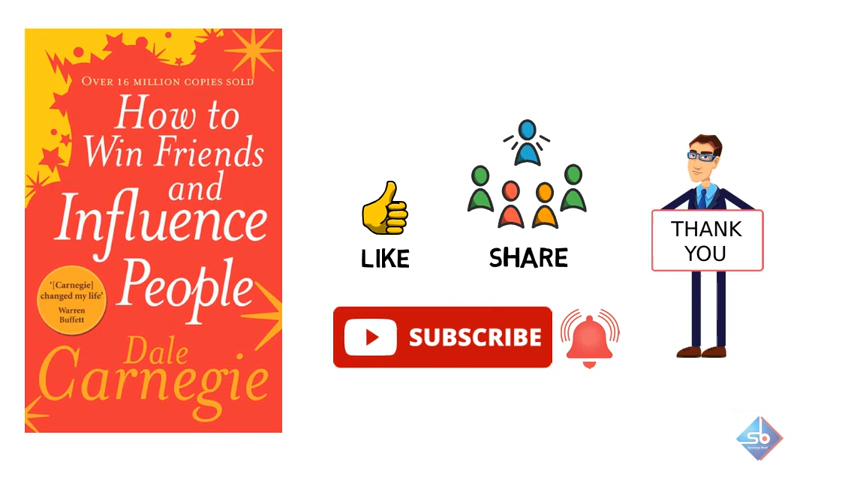 OVER 16 MILLION COPIES SOLD
How to
Win Friends
and
Influence
People
'[Carnegie]
changed my life'
Warren
Buffett
Dale
Carnegie
LIKE
SHARE
SUBSCRIBE
THANK
YOU
Sb